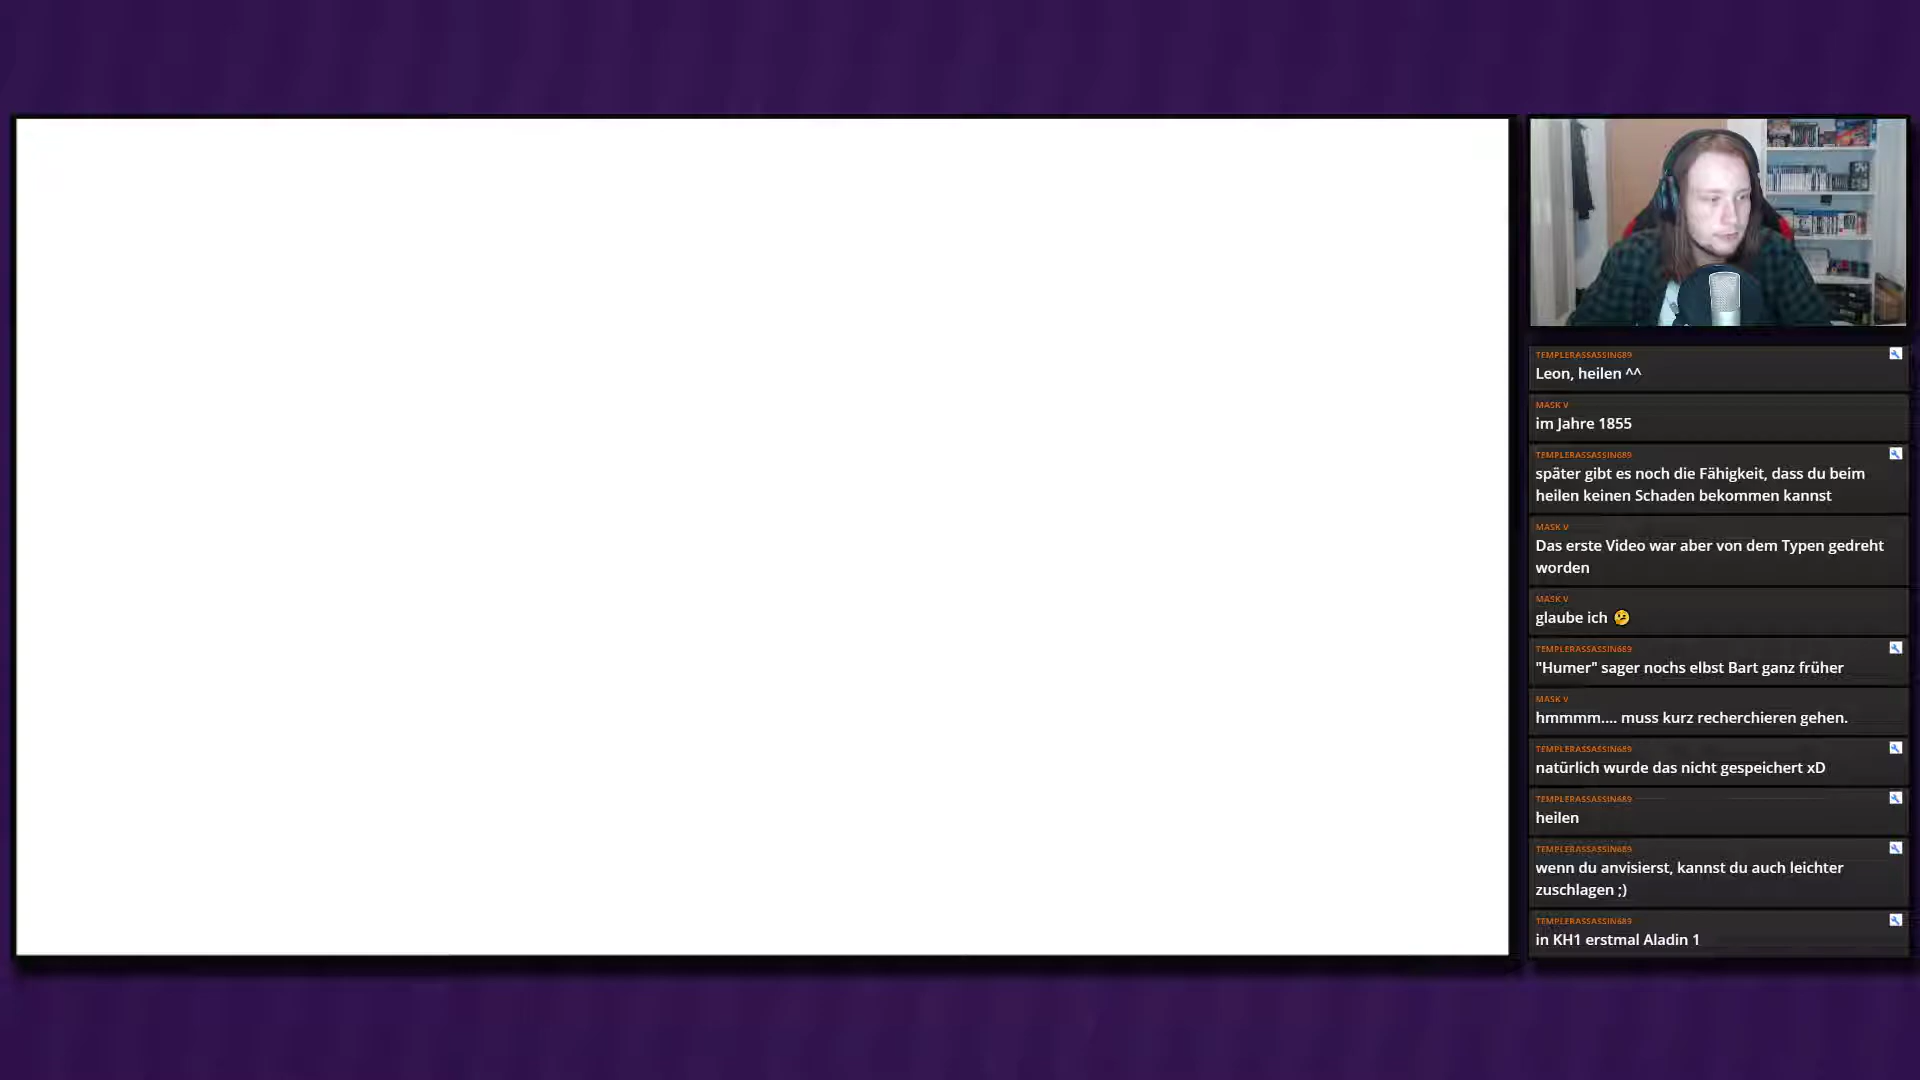 TEMPLERASSASSIN689
Leon, heilen ^^
MASK V
im Jahre 1855
TEMPLERASSASSIN689
später gibt es noch die Fähigkeit, dass du beim
heilen keinen Schaden bekommen kannst
MASK V
Das erste Video war aber von dem Typen gedreht
worden
MASK V
glaube ich 🤔
TEMPLERASSASSIN689
"Humer" sager nochs elbst Bart ganz früher
MASK V
hmmmm.... muss kurz recherchieren gehen.
TEMPLERASSASSIN689
natürlich wurde das nicht gespeichert xD
TEMPLERASSASSIN689
heilen
TEMPLERASSASSIN689
wenn du anvisierst, kannst du auch leichter
zuschlagen ;)
TEMPLERASSASSIN689
in KH1 erstmal Aladin 1